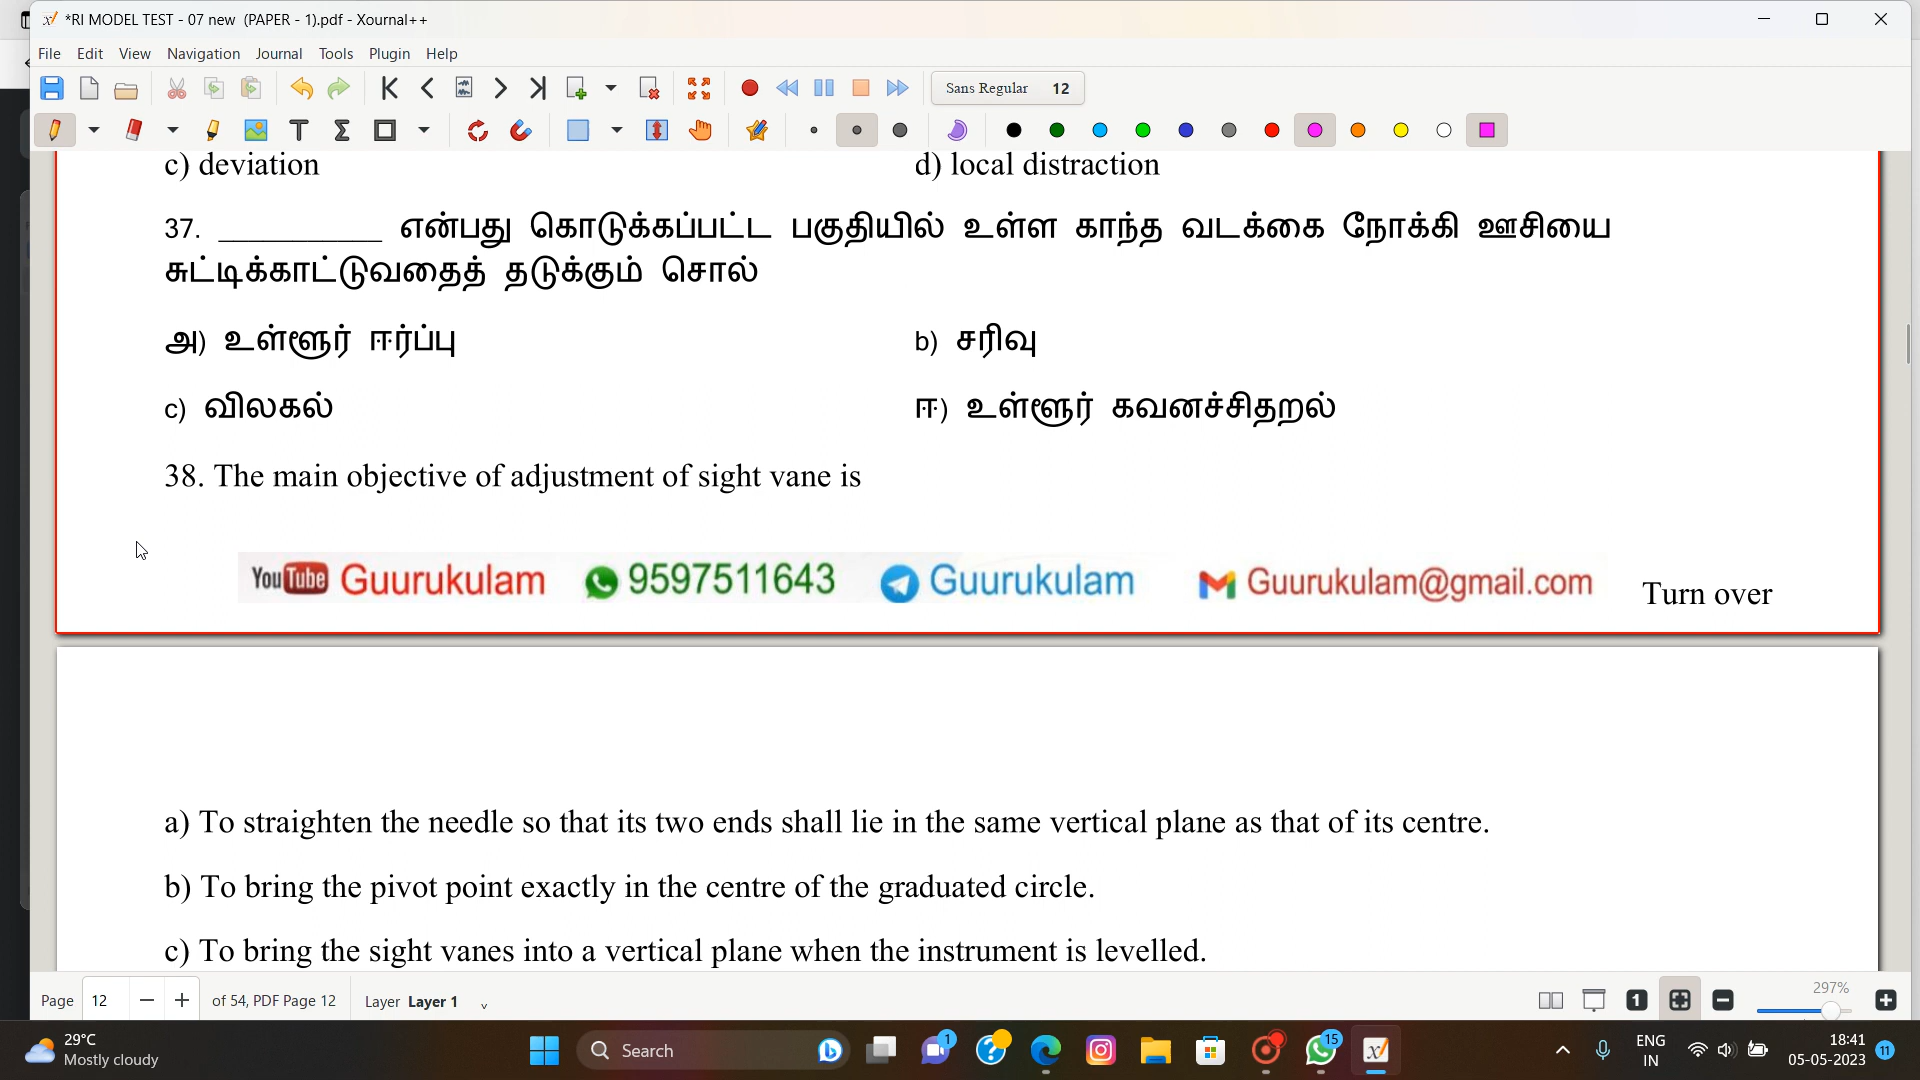 *RI MODEL TEST - 07 new (PAPER - 1).pdf - Xournal++
File Edit View Navigation Journal Tools Plugin Help
Sans Regular 12
c) deviation d) local distraction
37. ___________ என்பது கொடுக்கப்பட்ட பகுதியில் உள்ள காந்த வடக்கை நோக்கி ஊசியை
சுட்டிக்காட்டுவதைத் தடுக்கும் சொல்
அ) உள்ளூர் ஈர்ப்பு b) சரிவு
c) விலகல் ஈ) உள்ளூர் கவனச்சிதறல்
38. The main objective of adjustment of sight vane is
YouTube Guurukulam 9597511643 Guurukulam Guurukulam@gmail.com Turn over
a) To straighten the needle so that its two ends shall lie in the same vertical plane as that of its centre.
b) To bring the pivot point exactly in the centre of the graduated circle.
c) To bring the sight vanes into a vertical plane when the instrument is levelled.
Page 12 of 54, PDF Page 12 Layer Layer 1 297%
29°C
Mostly cloudy
Search
1
15
ENG
IN
18:41
05-05-2023
11